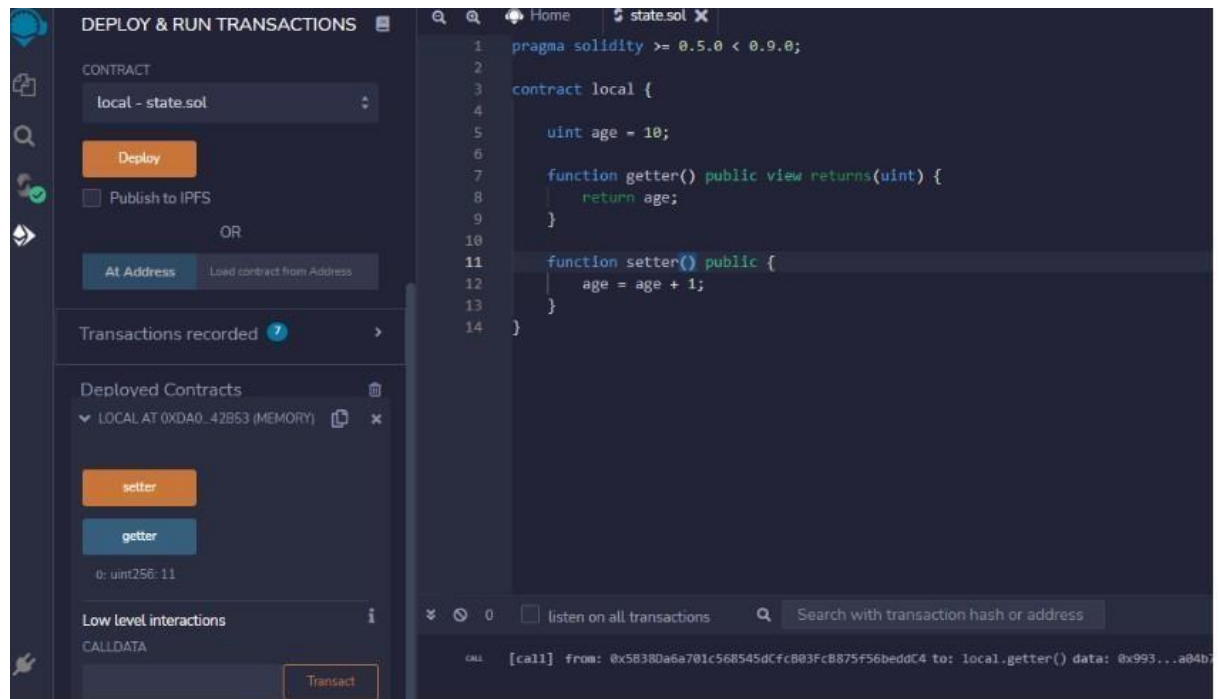 DEPLOY & RUN TRANSACTIONS
CONTRACT
local - state.sol
Deploy
Publish to IPFS
OR
At Address Load contract from Address
Transactions recorded 7
Deployed Contracts
LOCAL AT 0XDA0...42B53 (MEMORY)
setter
getter
0: uint256: 11
Low level interactions i
CALLDATA
Transact
Home state.sol
1 pragma solidity >= 0.5.0 < 0.9.0;
2
3 contract local {
4
5 uint age = 10;
6
7 function getter() public view returns(uint) {
8 return age;
9 }
10
11 function setter() public {
12 age = age + 1;
13 }
14 }
0 listen on all transactions Search with transaction hash or address
CALL [call] from: 0x5B38Da6a701c568545dCfcB03FcB875f56beddC4 to: local.getter() data: 0x993...a04b7